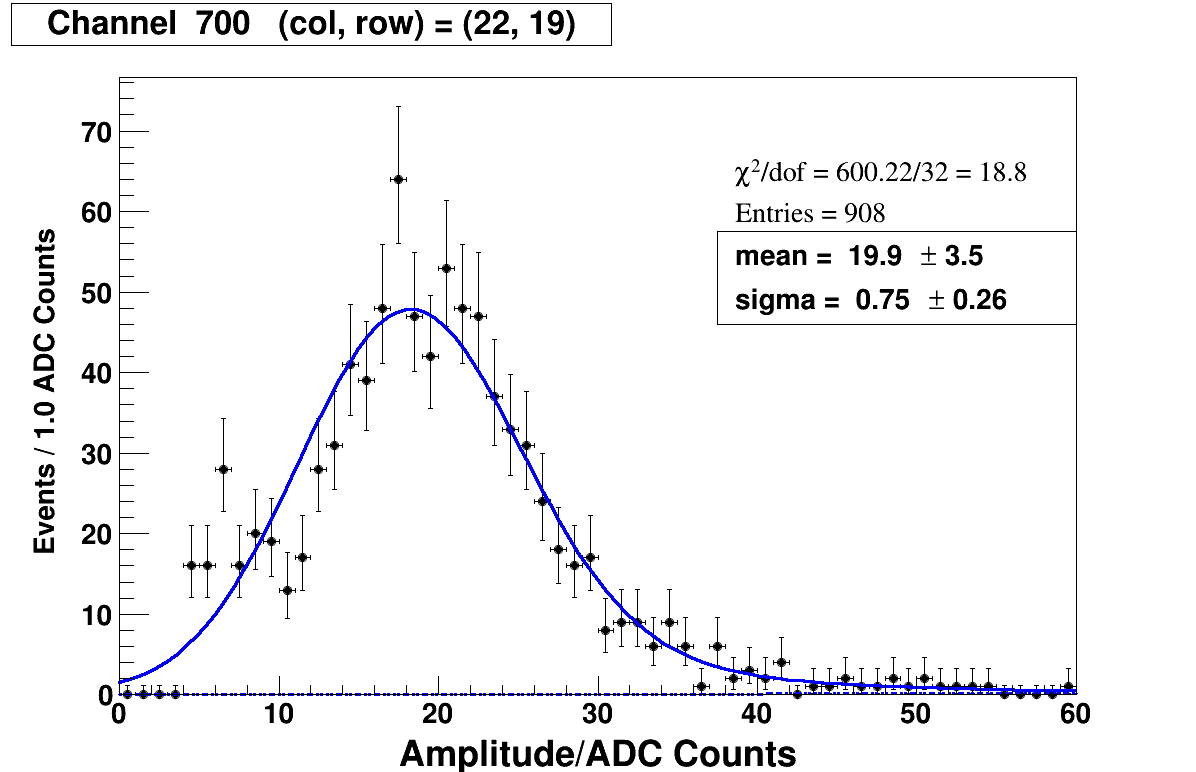 Channel 700 (col, row) = (22, 19)
χ²/dof = 600.22/32 = 18.8
Entries = 908
mean = 19.9 ± 3.5
sigma = 0.75 ± 0.26
Events / 1.0 ADC Counts
70
60
50
40
30
20
10
0
0 10 20 30 40 50 60
Amplitude/ADC Counts